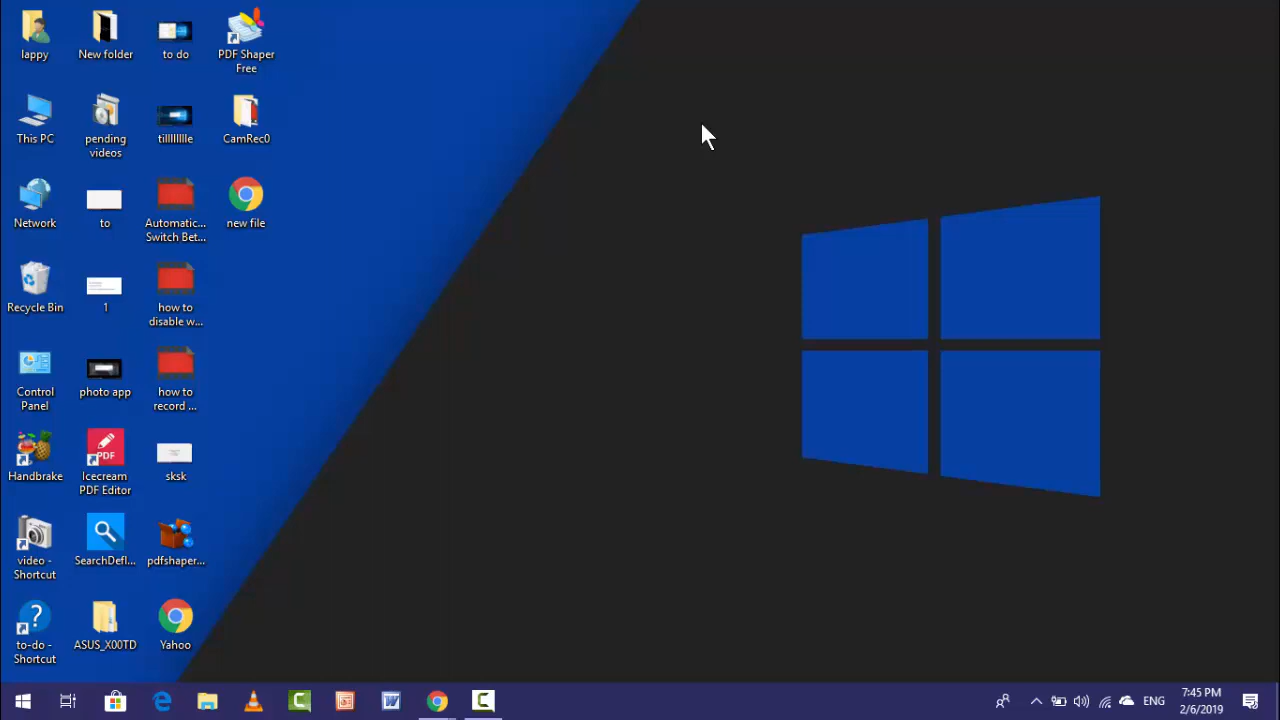 lappy
New folder
to do
PDF Shaper
Free
This PC
pending
videos
tilllllllle
CamRec0
Network
to
Automatic...
Switch Bet...
new file
Recycle Bin
1
how to
disable w...
Control
Panel
photo app
how to
record ...
Handbrake
PDF
Icecream
PDF Editor
sksk
video -
Shortcut
SearchDefl...
pdfshaper...
to-do -
Shortcut
ASUS_X00TD
Yahoo
ENG
7:45 PM
2/6/2019